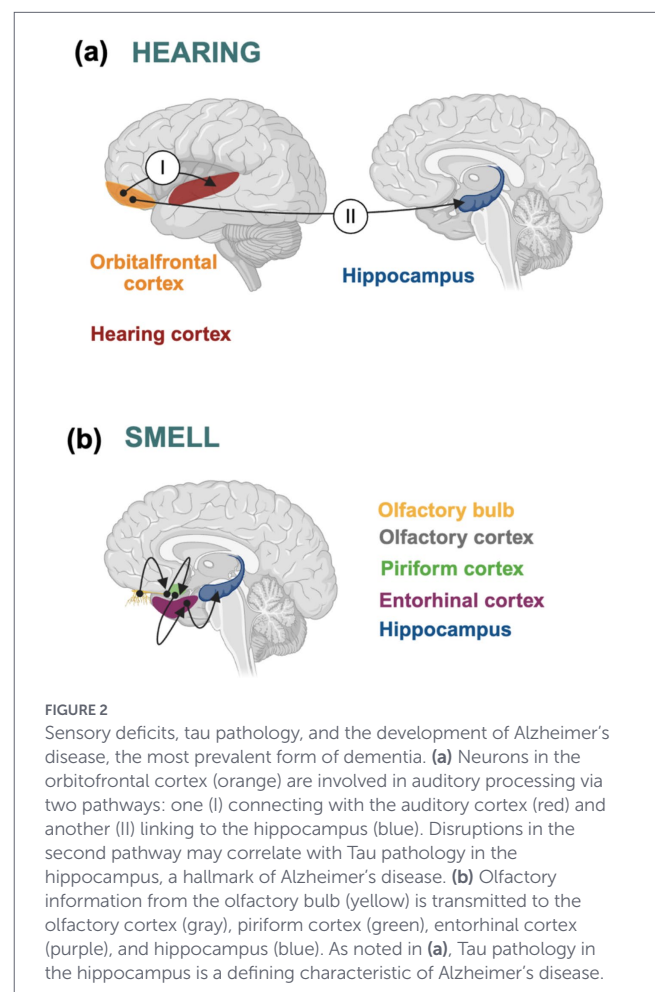 (a) HEARING
I
II
Orbitalfrontal
cortex
Hippocampus
Hearing cortex
(b) SMELL
Olfactory bulb
Olfactory cortex
Piriform cortex
Entorhinal cortex
Hippocampus
FIGURE 2
Sensory deficits, tau pathology, and the development of Alzheimer’s
disease, the most prevalent form of dementia. (a) Neurons in the
orbitofrontal cortex (orange) are involved in auditory processing via
two pathways: one (I) connecting with the auditory cortex (red) and
another (II) linking to the hippocampus (blue). Disruptions in the
second pathway may correlate with Tau pathology in the
hippocampus, a hallmark of Alzheimer’s disease. (b) Olfactory
information from the olfactory bulb (yellow) is transmitted to the
olfactory cortex (gray), piriform cortex (green), entorhinal cortex
(purple), and hippocampus (blue). As noted in (a), Tau pathology in
the hippocampus is a defining characteristic of Alzheimer’s disease.